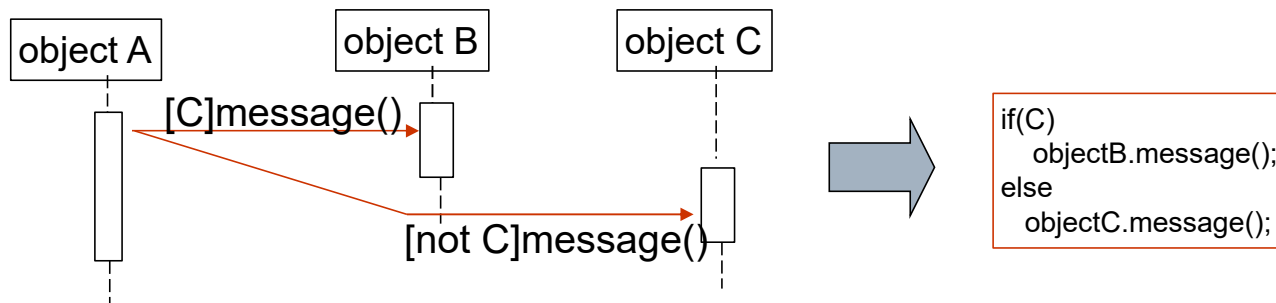 object A
object B
object C
[C]message()
[not C]message()
if(C)
objectB.message();
else
objectC.message();